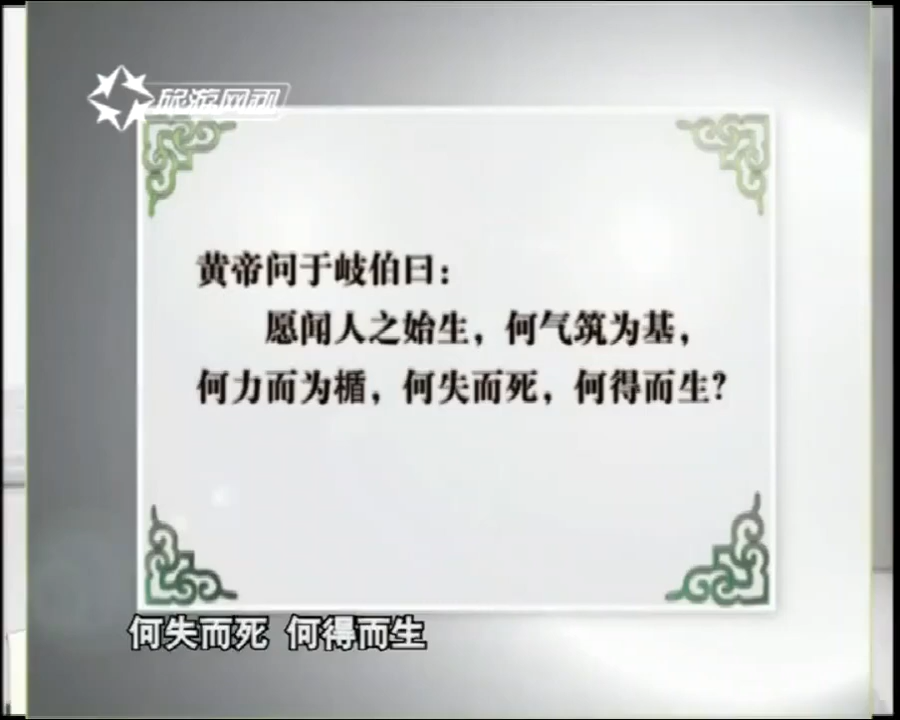 旅游网视
黄帝问于岐伯曰：
愿闻人之始生，何气筑为基，
何力而为楯，何失而死，何得而生？
何失而死 何得而生